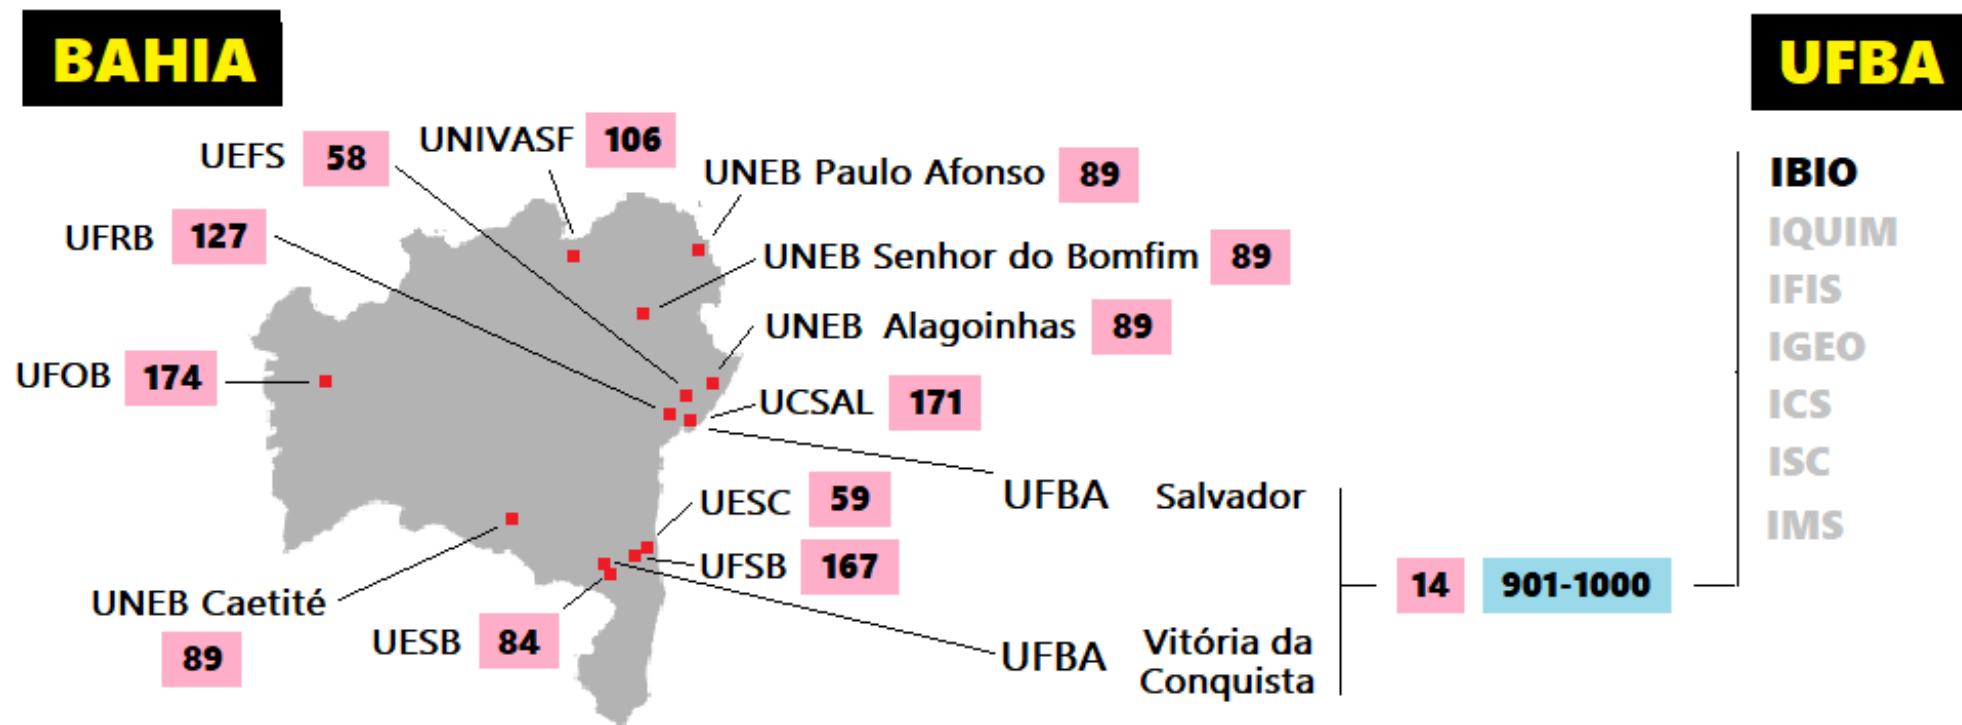 BAHIA
UFBA
UEFS 58
UNIVASF 106
UNEB Paulo Afonso 89
UFRB 127
UNEB Senhor do Bomfim 89
UNEB Alagoinhas 89
UFOB 174
UCSAL 171
UFBA Salvador
UESC 59
UFSB 167
UNEB Caetité
89
UESB 84
UFBA Vitória da
Conquista
14 901-1000
IBIO
IQUIM
IFIS
IGEO
ICS
ISC
IMS